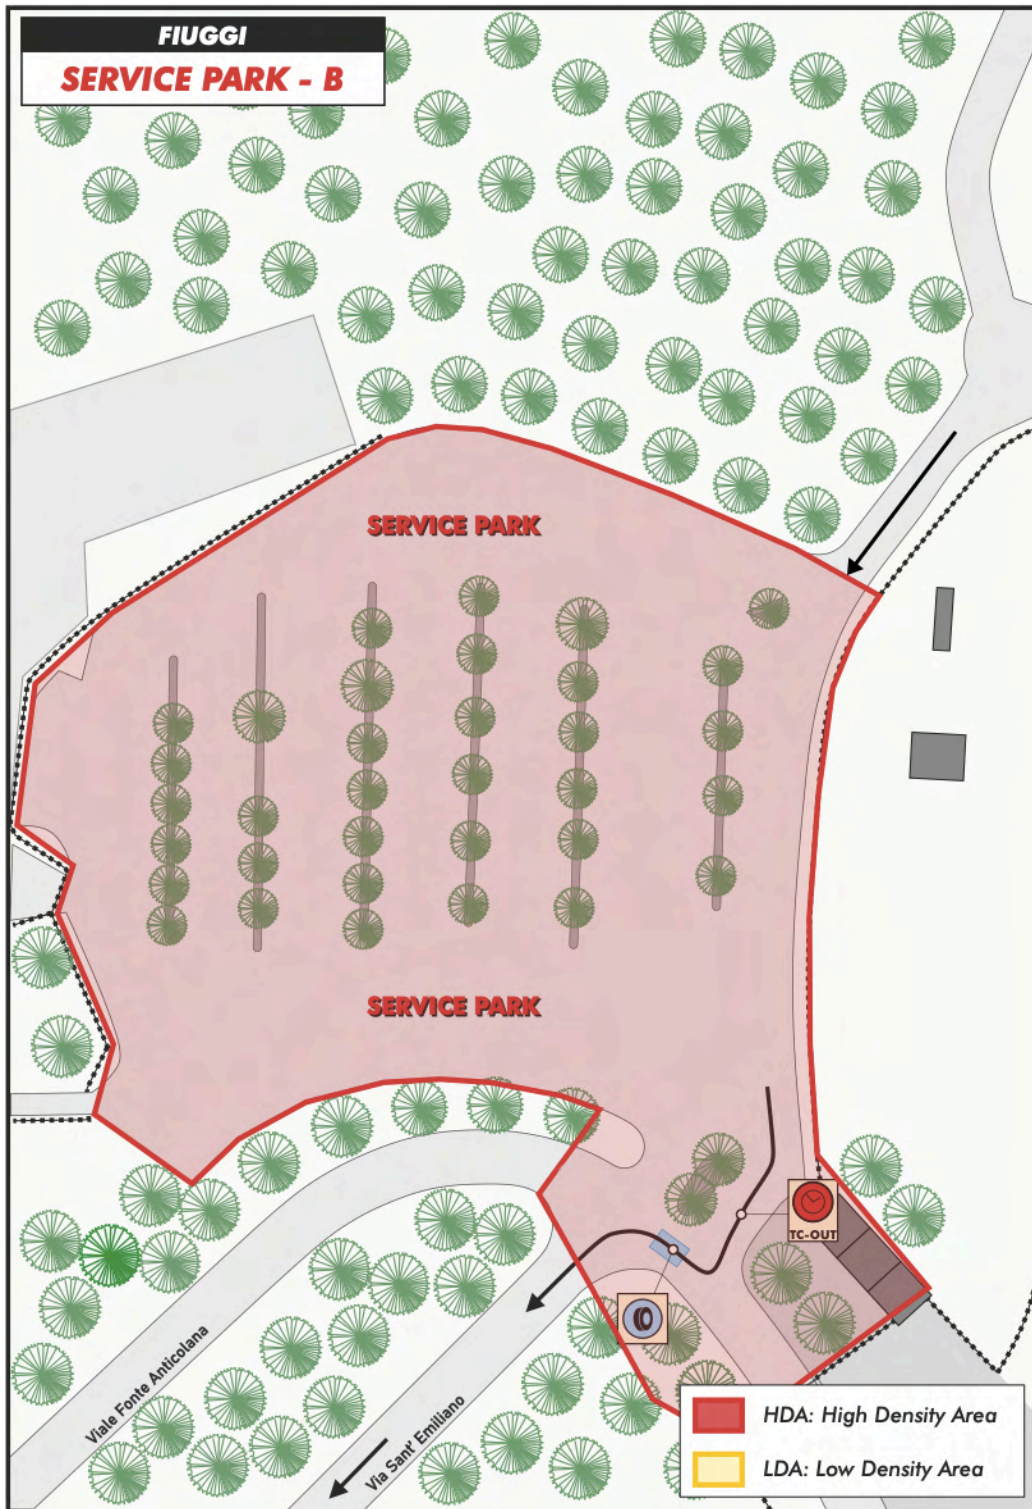 FIUGGI
SERVICE PARK - B
SERVICE PARK
SERVICE PARK
TC-OUT
Viale Fonte Anticolana
Via Sant' Emiliano
HDA: High Density Area
LDA: Low Density Area